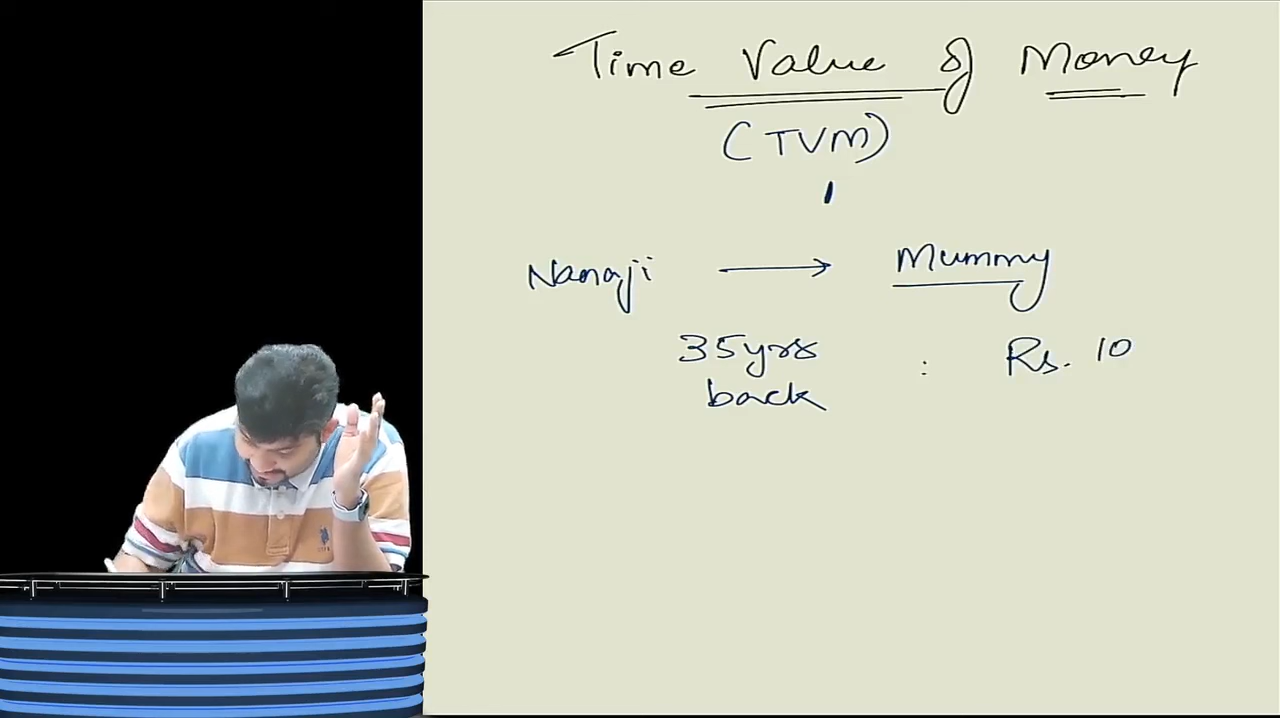 Time Value of Money
(TVM)
Nanaji → Mummy
35yrs back : Rs. 10